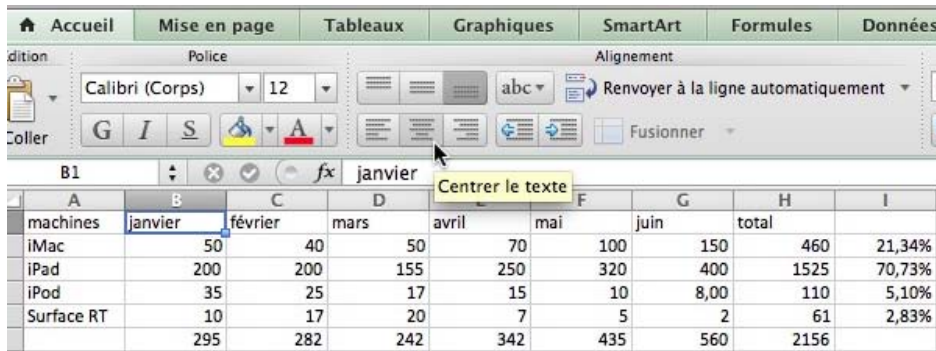 Accueil Mise en page Tableaux Graphiques SmartArt Formules Données
dition Police Alignement
Calibri (Corps) 12 abc Renvoyer à la ligne automatiquement
Coller G I S A Fusionner
B1 fx janvier
Centrer le texte
A B C D E F G H I
machines janvier février mars avril mai juin total
iMac 50 40 50 70 100 150 460 21,34%
iPad 200 200 155 250 320 400 1525 70,73%
iPod 35 25 17 15 10 8,00 110 5,10%
Surface RT 10 17 20 7 5 2 61 2,83%
295 282 242 342 435 560 2156